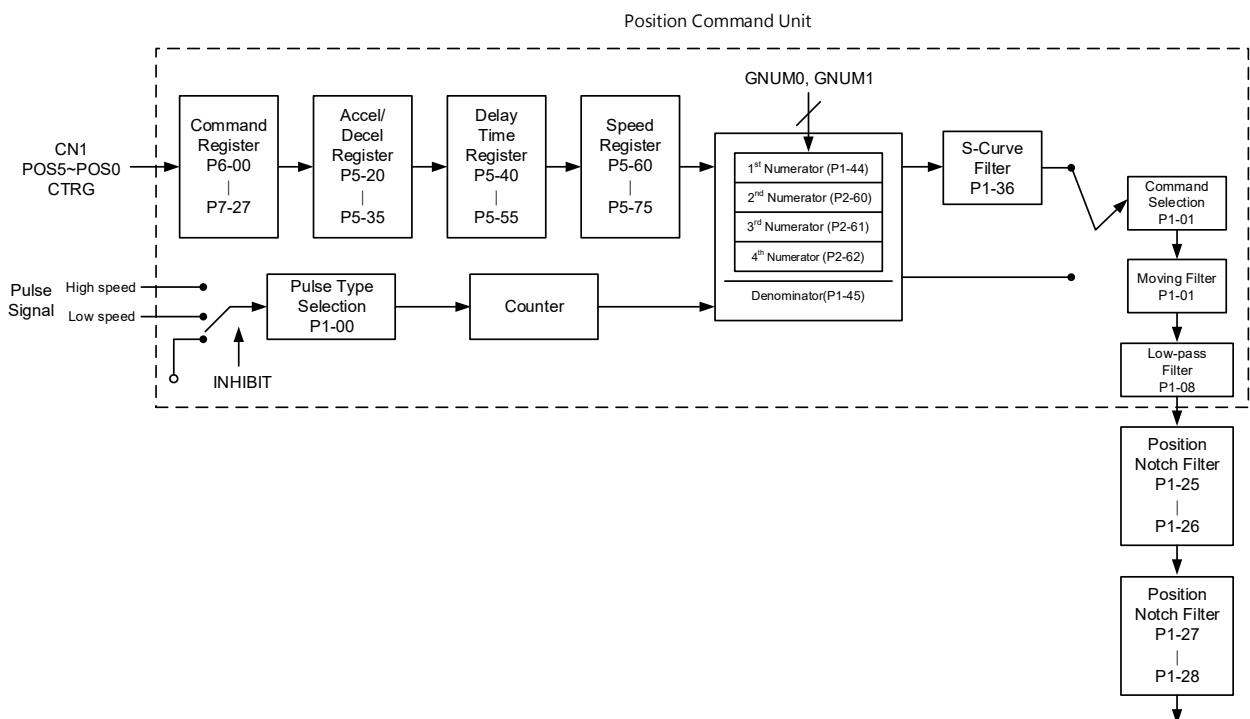 Position Command Unit
CN1
POS5~POS0
CTRG
Command
Register
P6-00
|
P7-27
Accel/
Decel
Register
P5-20
|
P5-35
Delay
Time
Register
P5-40
|
P5-55
Speed
Register
P5-60
|
P5-75
GNUM0, GNUM1
1st Numerator (P1-44)
2nd Numerator (P2-60)
3rd Numerator (P2-61)
4th Numerator (P2-62)
Denominator(P1-45)
S-Curve
Filter
P1-36
Command
Selection
P1-01
Moving Filter
P1-01
Low-pass
Filter
P1-08
Pulse
Signal
High speed
Low speed
INHIBIT
Pulse Type
Selection
P1-00
Counter
Position
Notch Filter
P1-25
|
P1-26
Position
Notch Filter
P1-27
|
P1-28